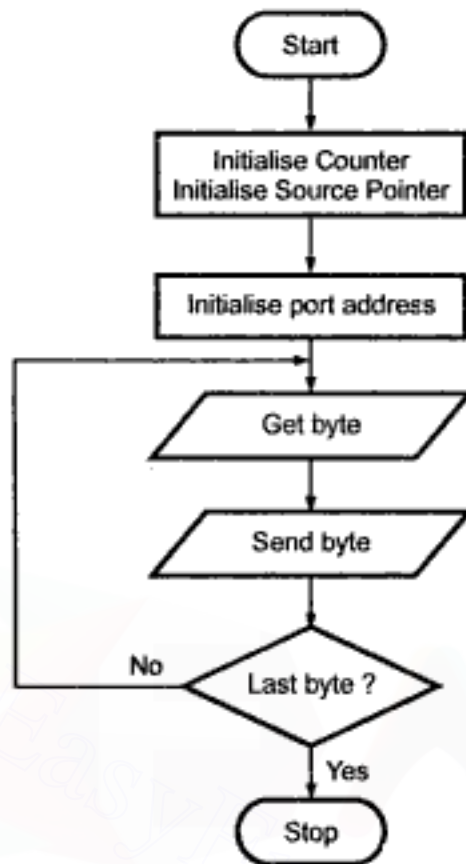 Start
Initialise Counter
Initialise Source Pointer
Initialise port address
Get byte
Send byte
Last byte ?
No
Yes
Stop